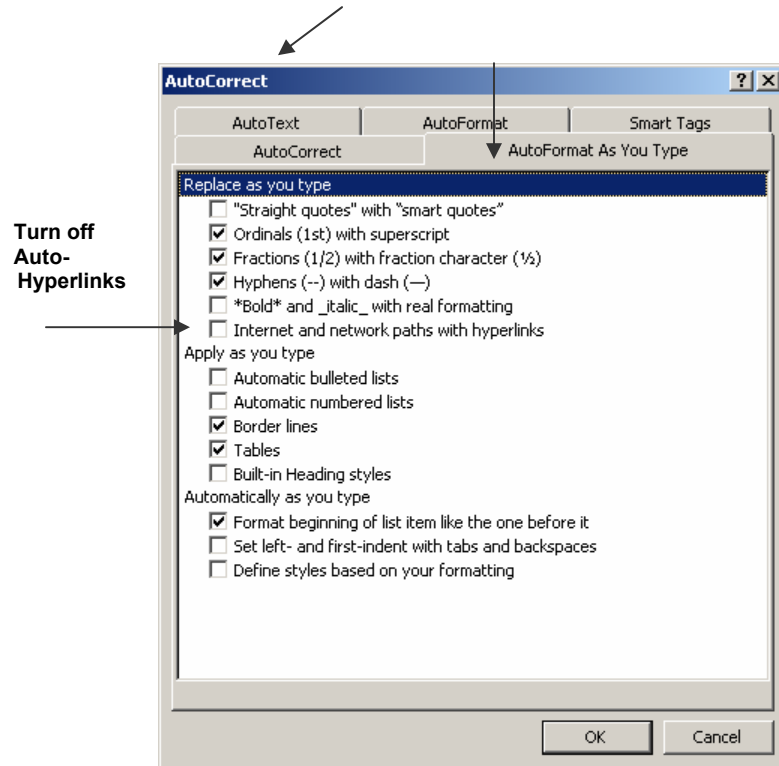 AutoCorrect
AutoText AutoFormat Smart Tags
AutoCorrect AutoFormat As You Type
Replace as you type
"Straight quotes" with “smart quotes”
Ordinals (1st) with superscript
Fractions (1/2) with fraction character (½)
Hyphens (--) with dash (—)
*Bold* and _italic_ with real formatting
Internet and network paths with hyperlinks
Apply as you type
Automatic bulleted lists
Automatic numbered lists
Border lines
Tables
Built-in Heading styles
Automatically as you type
Format beginning of list item like the one before it
Set left- and first-indent with tabs and backspaces
Define styles based on your formatting
OK Cancel
Turn off
Auto-
Hyperlinks